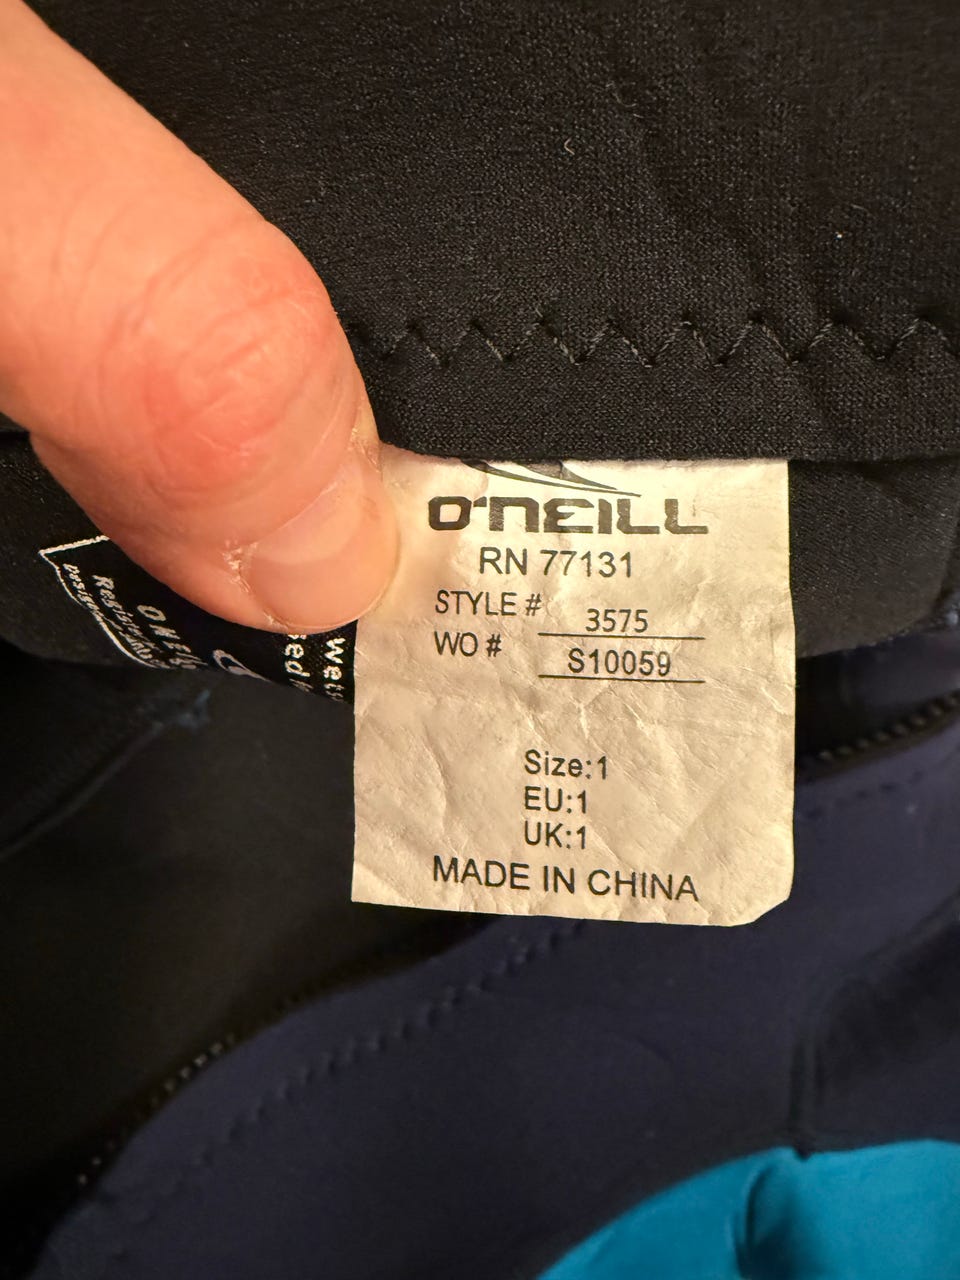 O'NEILL
RN 77131
STYLE # 3575
WO # S10059
Size:1
EU:1
UK:1
MADE IN CHINA